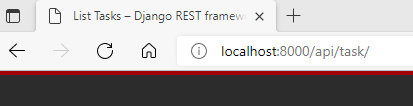 List Tasks – Django REST framew
localhost:8000/api/task/